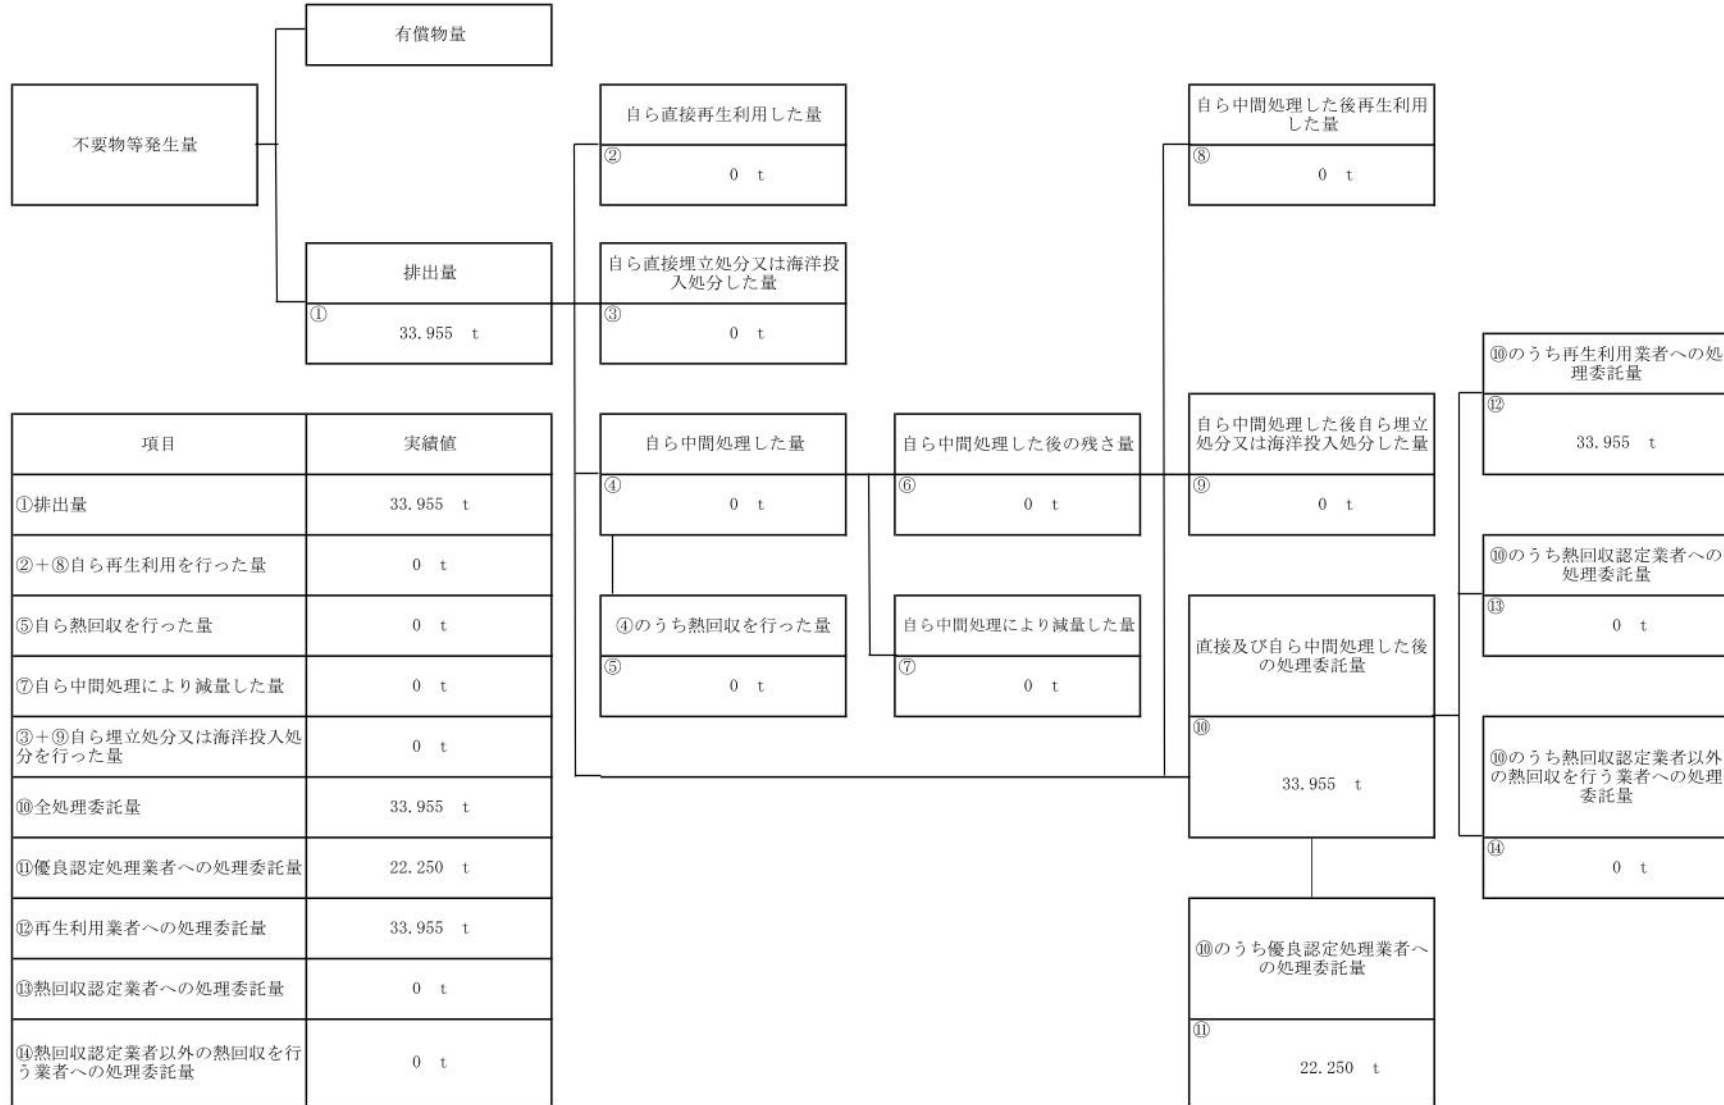 有償物量
不要物等発生量
自ら直接再生利用した量
②
0 t
自ら中間処理した後再生利用
した量
⑧
0 t
排出量
①
33.955 t
自ら直接埋立処分又は海洋投
入処分した量
③
0 t
⑩のうち再生利用業者への処
理委託量
⑫
33.955 t
自ら中間処理した量
④
0 t
自ら中間処理した後の残さ量
⑥
0 t
自ら中間処理した後自ら埋立
処分又は海洋投入処分した量
⑨
0 t
⑩のうち熱回収認定業者への
処理委託量
⑬
0 t
④のうち熱回収を行った量
⑤
0 t
自ら中間処理により減量した量
⑦
0 t
直接及び自ら中間処理した後
の処理委託量
⑩
33.955 t
⑩のうち熱回収認定業者以外
の熱回収を行う業者への処理
委託量
⑭
0 t
⑩のうち優良認定処理業者へ
の処理委託量
⑪
22.250 t
項目 実績値
①排出量 33.955 t
②+⑧自ら再生利用を行った量 0 t
⑤自ら熱回収を行った量 0 t
⑦自ら中間処理により減量した量 0 t
③+⑨自ら埋立処分又は海洋投入処
分を行った量 0 t
⑩全処理委託量 33.955 t
⑪優良認定処理業者への処理委託量 22.250 t
⑫再生利用業者への処理委託量 33.955 t
⑬熱回収認定業者への処理委託量 0 t
⑭熱回収認定業者以外の熱回収を行
う業者への処理委託量 0 t